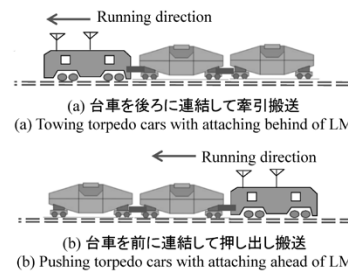 Running direction
(a) 台車を後ろに連結して牽引搬送
(a) Towing torpedo cars with attaching behind of LM
Running direction
(b) 台車を前に連結して押し出し搬送
(b) Pushing torpedo cars with attaching ahead of LM